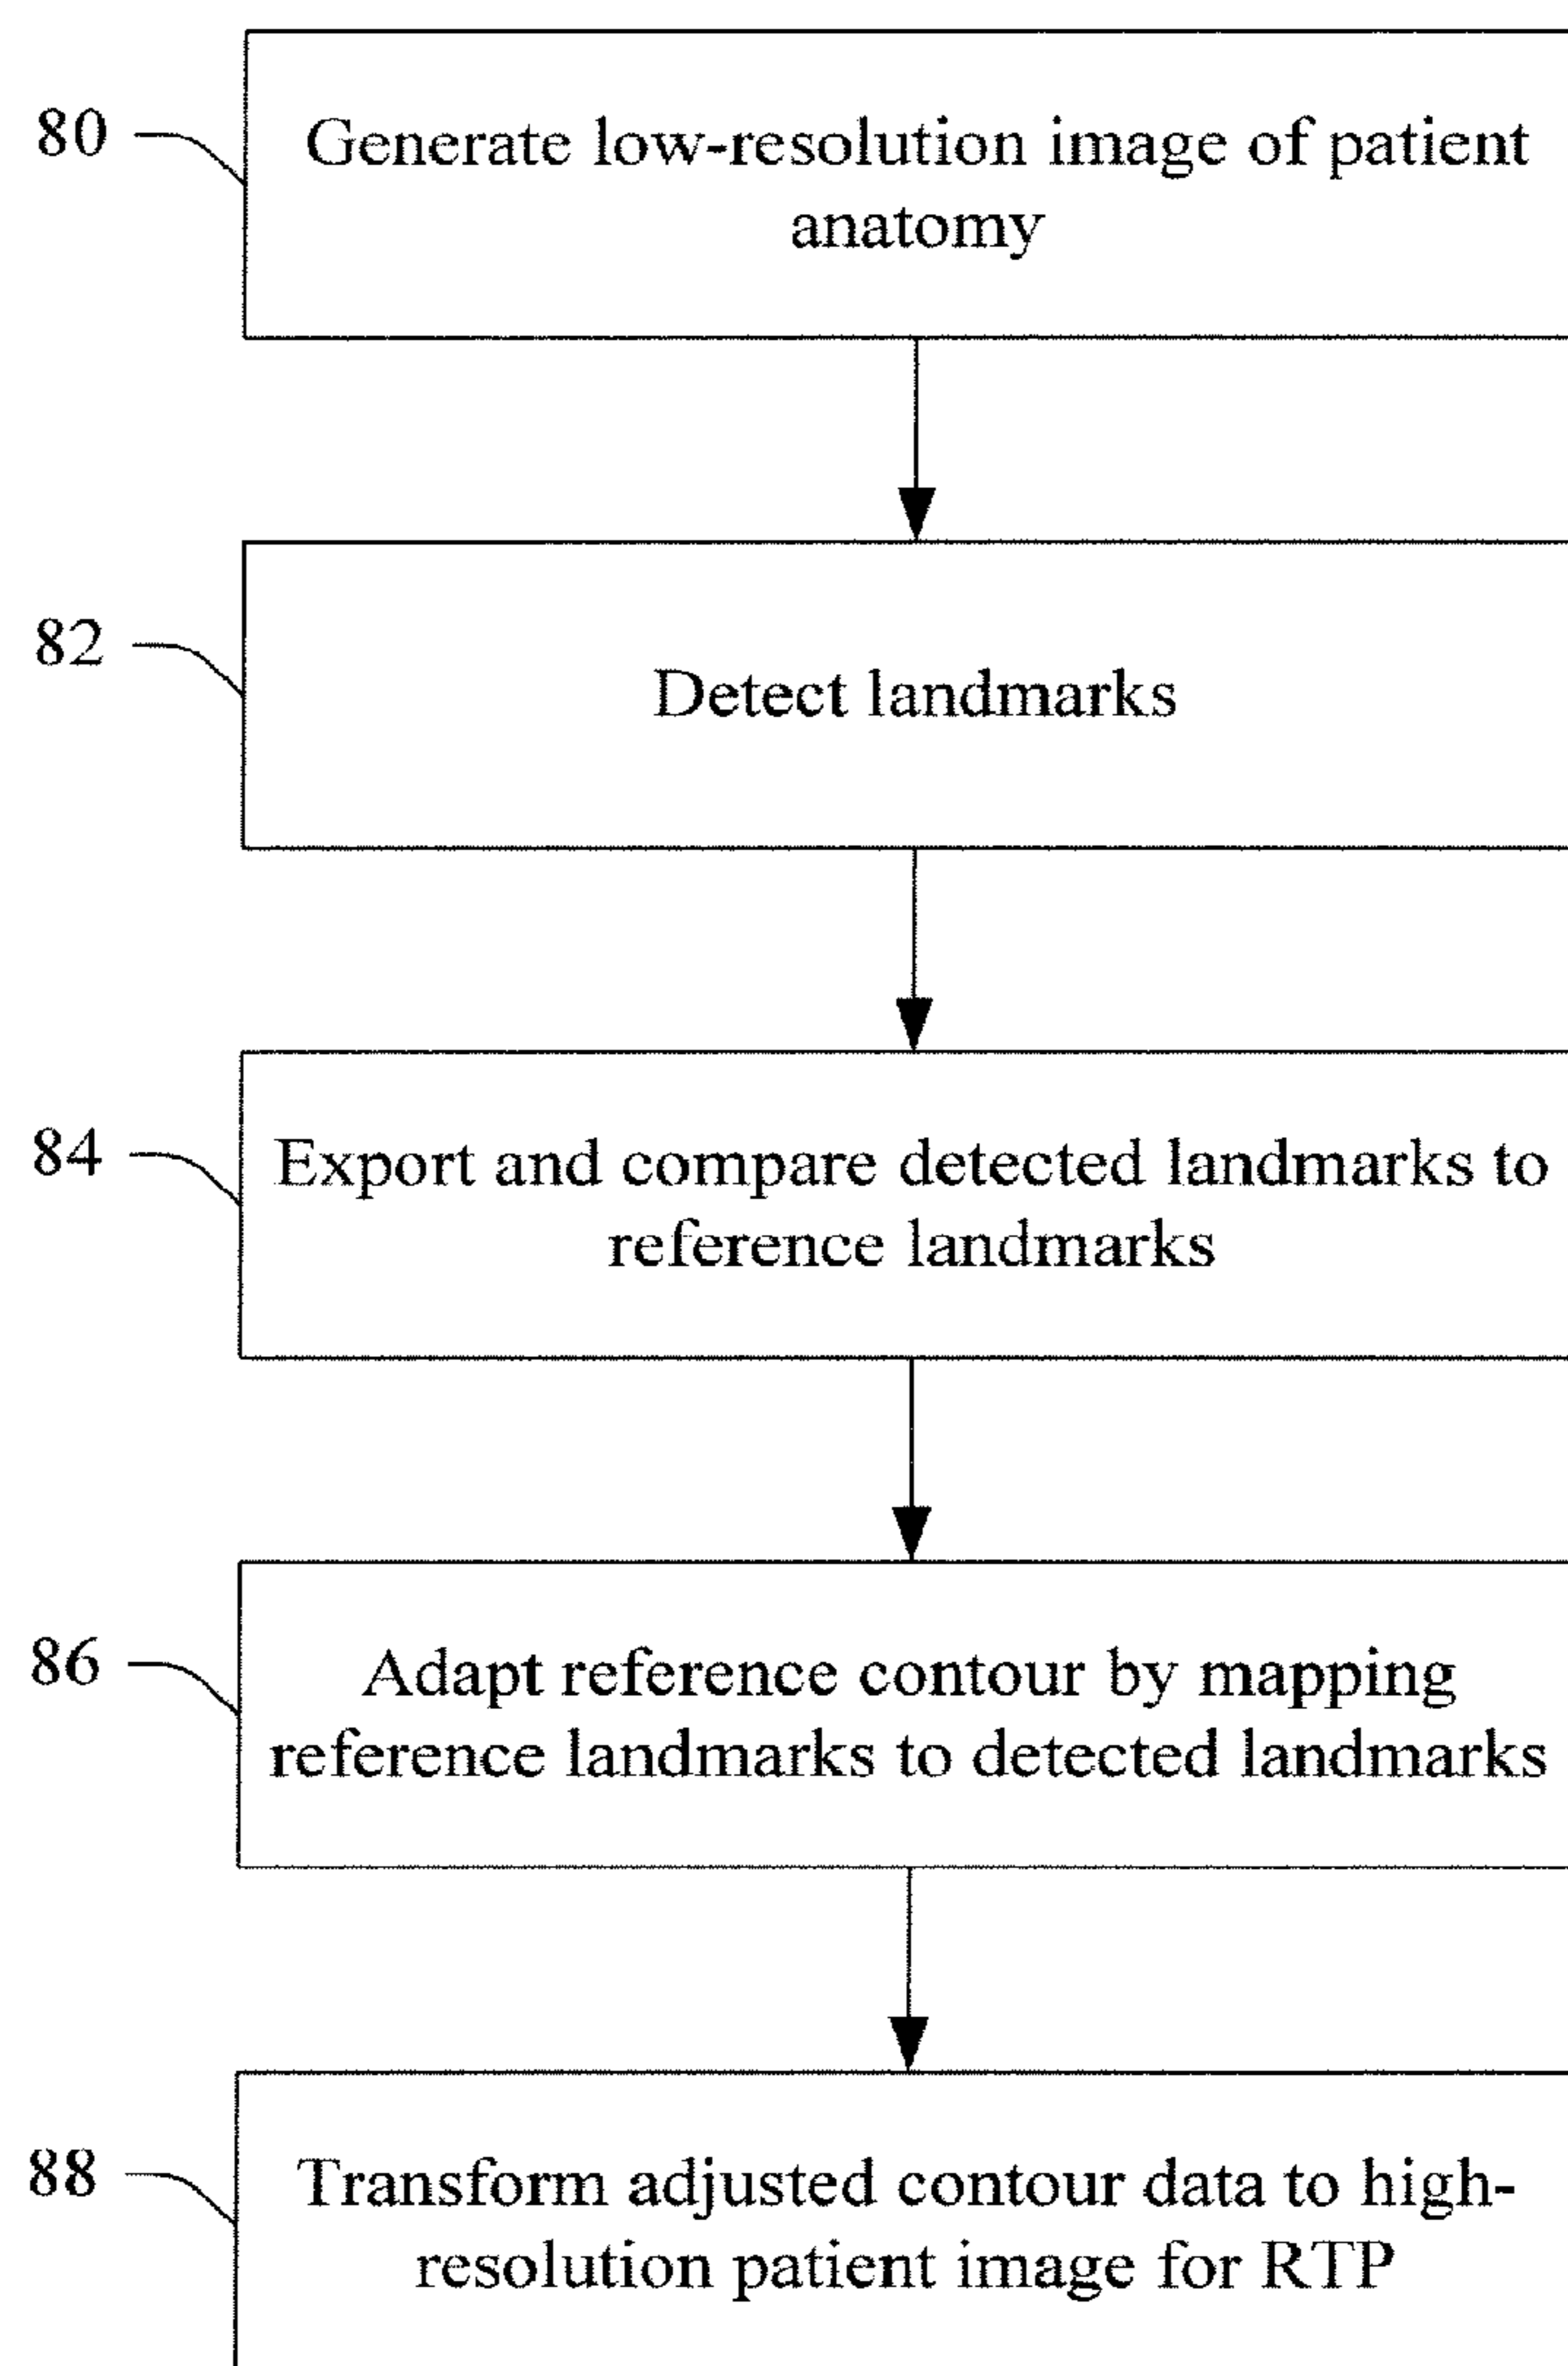 80
Generate low-resolution image of patient
anatomy
82
Detect landmarks
84
Export and compare detected landmarks to
reference landmarks
86
Adapt reference contour by mapping
reference landmarks to detected landmarks
88
Transform adjusted contour data to high-
resolution patient image for RTP